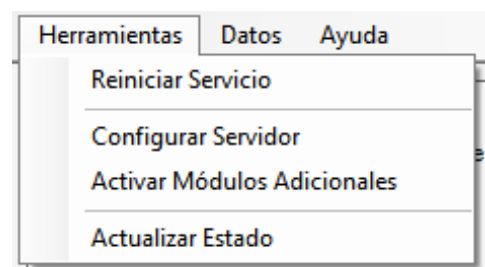 Herramientas Datos Ayuda
Reiniciar Servicio
Configurar Servidor
Activar Módulos Adicionales
Actualizar Estado